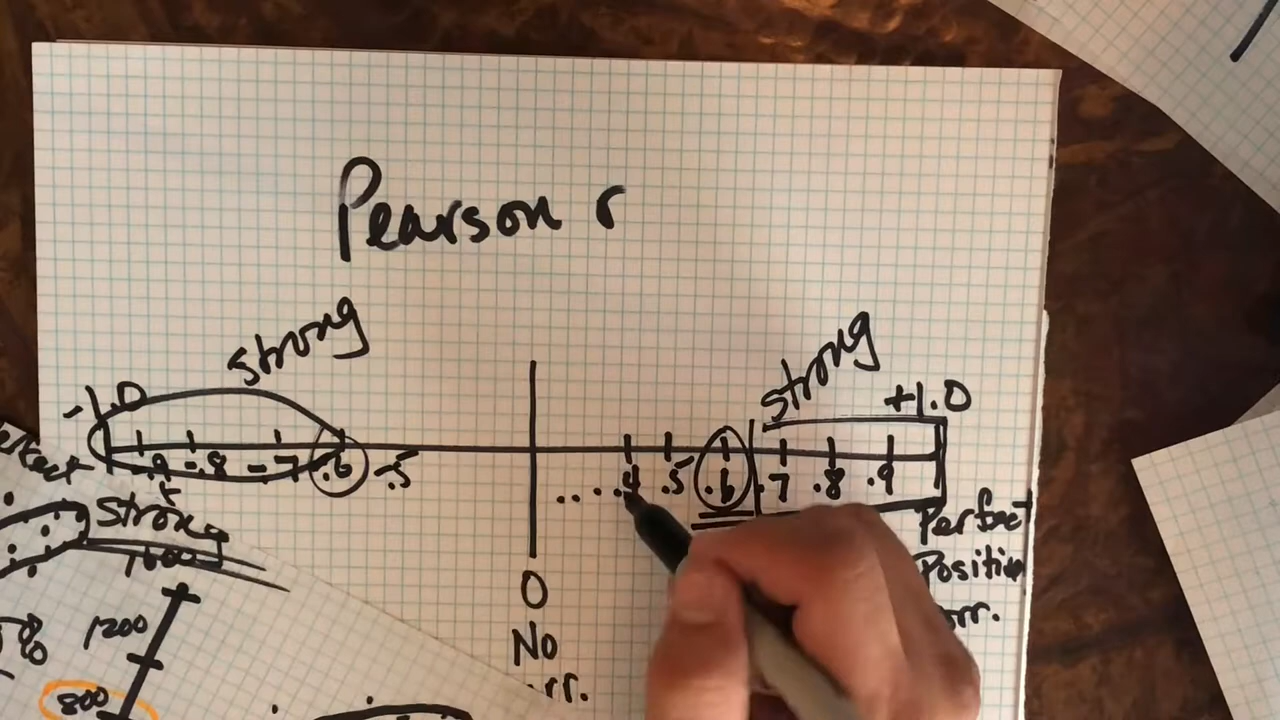 Pearson r
strong
strong
-1.0
+1.0
.9 -.8 -.7 .6 .5
.4 .5 .6 .7 .8 .9
Perfect
Positive
0
No
strong
1600
1200
800